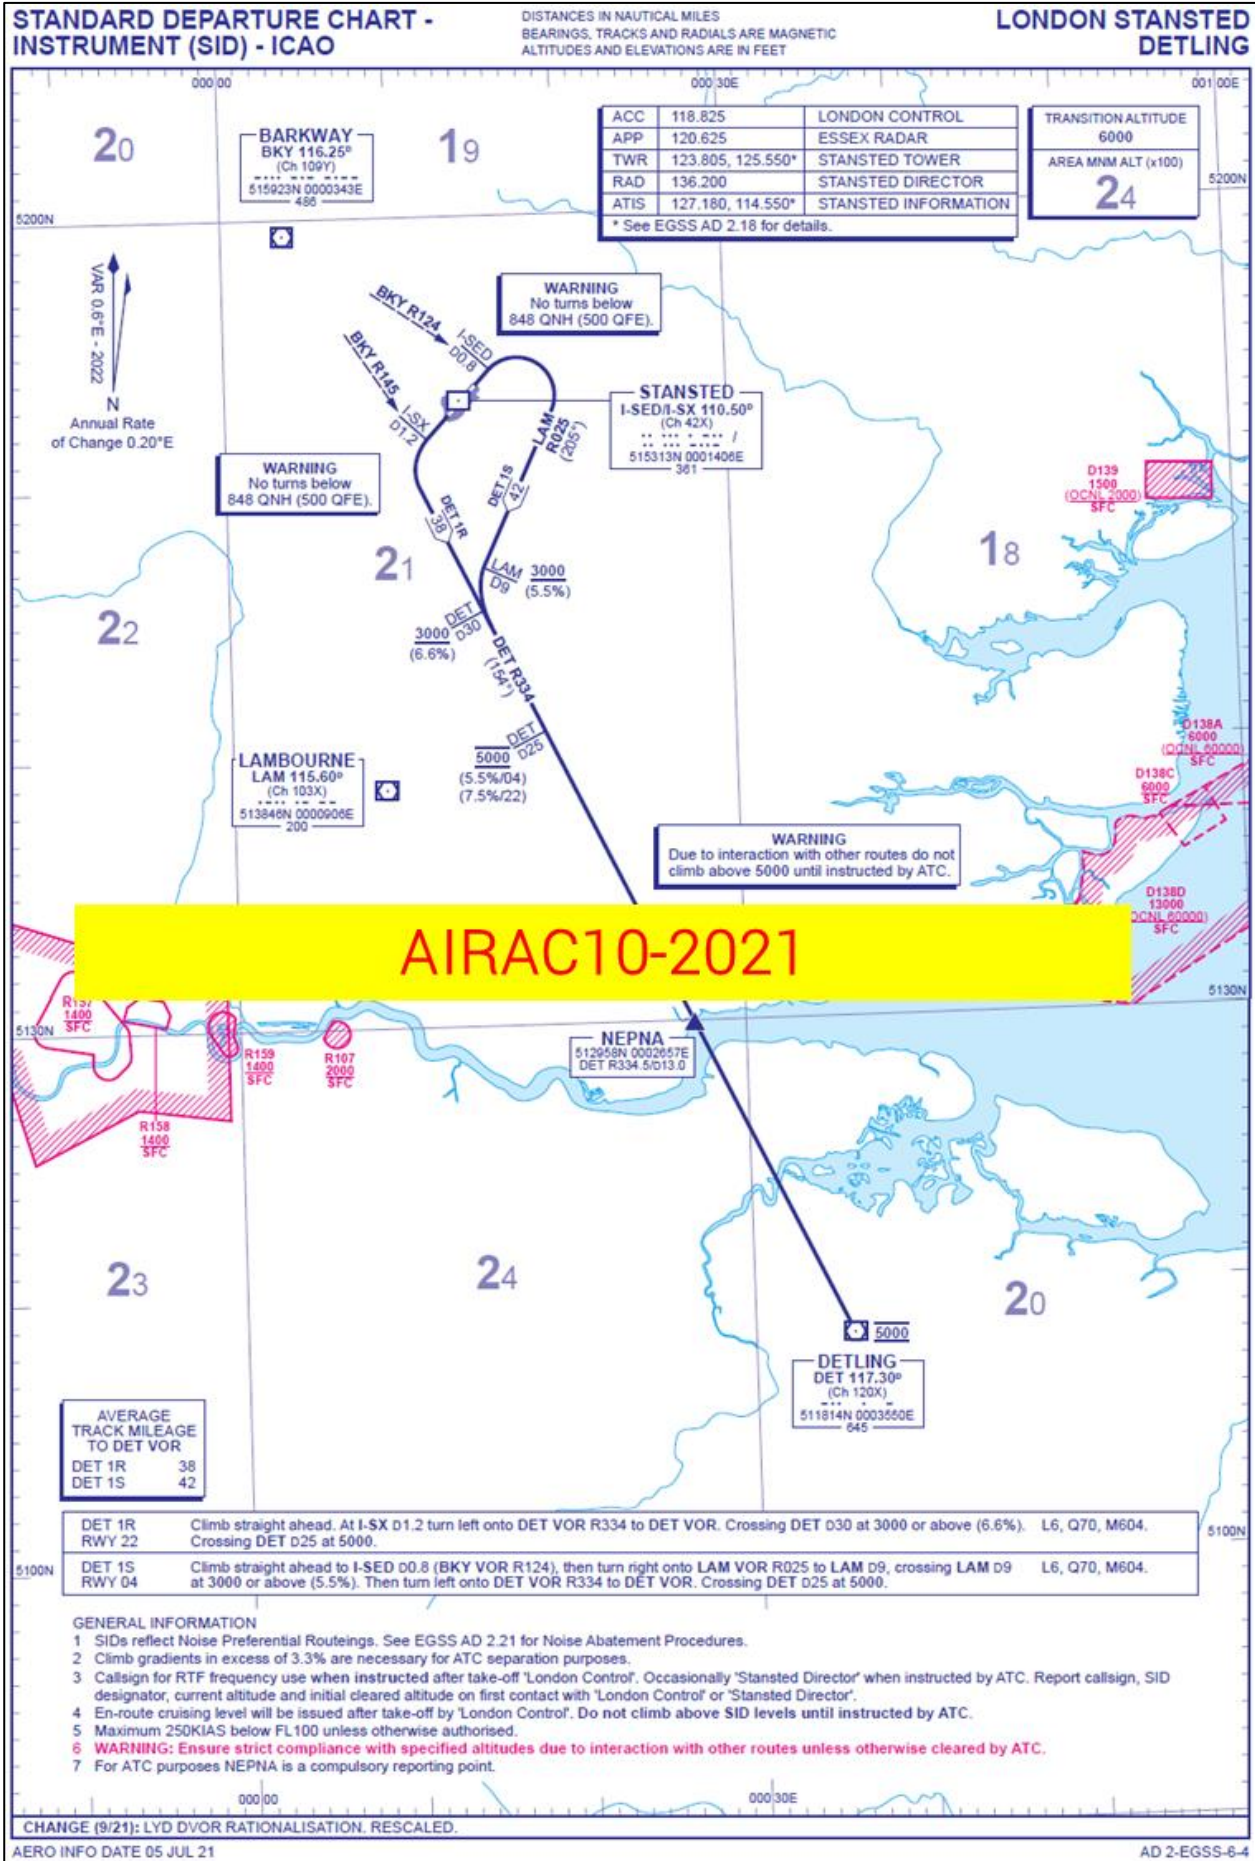 STANDARD DEPARTURE CHART -
INSTRUMENT (SID) - ICAO
DISTANCES IN NAUTICAL MILES
BEARINGS, TRACKS AND RADIALS ARE MAGNETIC
ALTITUDES AND ELEVATIONS ARE IN FEET
LONDON STANSTED
DETLING
000 00
000 30E
001 00E
20
19
BARKWAY
BKY 116.25D
(Ch 109Y)
515923N 0000343E
486
ACC 118.825 LONDON CONTROL
APP 120.625 ESSEX RADAR
TWR 123.805, 125.550* STANSTED TOWER
RAD 136.200 STANSTED DIRECTOR
ATIS 127.180, 114.550* STANSTED INFORMATION
* See EGSS AD 2.18 for details.
TRANSITION ALTITUDE
6000
AREA MNM ALT (x100)
24
5200N
5200N
VAR 0.6°E - 2022
N
Annual Rate
of Change 0.20°E
WARNING
No turns below
848 QNH (500 QFE).
BKY R124
I-SED
D0.8
BKY R145
I-SX
D1.2
STANSTED
I-SED/I-SX 110.50D
(Ch 42X)
515313N 0001406E
361
LAM
R025
(205°)
WARNING
No turns below
848 QNH (500 QFE).
DET 1S
42
DET 1R
38
D139
1500
(OCNL 2000)
SFC
21
18
22
LAM
D9
3000
(5.5%)
DET
D30
3000
(6.6%)
DET R334
(154°)
DET
D25
5000
(5.5%/04)
(7.5%/22)
LAMBOURNE
LAM 115.60D
(Ch 103X)
513846N 0000906E
200
D138A
6000
(OCNL 60000)
SFC
D138C
6000
SFC
WARNING
Due to interaction with other routes do not
climb above 5000 until instructed by ATC.
D138D
13000
(OCNL 60000)
SFC
AIRAC10-2021
5130N
5130N
R157
1400
SFC
R159
1400
SFC
R107
2000
SFC
R158
1400
SFC
NEPNA
512958N 0002657E
DET R334.5/D13.0
23
24
20
5000
DETLING
DET 117.30D
(Ch 120X)
511814N 0003550E
645
AVERAGE
TRACK MILEAGE
TO DET VOR
DET 1R 38
DET 1S 42
DET 1R Climb straight ahead. At I-SX D1.2 turn left onto DET VOR R334 to DET VOR. Crossing DET D30 at 3000 or above (6.6%). L6, Q70, M604.
RWY 22 Crossing DET D25 at 5000.
5100N
DET 1S Climb straight ahead to I-SED D0.8 (BKY VOR R124), then turn right onto LAM VOR R025 to LAM D9, crossing LAM D9 L6, Q70, M604.
RWY 04 at 3000 or above (5.5%). Then turn left onto DET VOR R334 to DET VOR. Crossing DET D25 at 5000.
5100N
GENERAL INFORMATION
1 SIDs reflect Noise Preferential Routeings. See EGSS AD 2.21 for Noise Abatement Procedures.
2 Climb gradients in excess of 3.3% are necessary for ATC separation purposes.
3 Callsign for RTF frequency use when instructed after take-off 'London Control'. Occasionally 'Stansted Director' when instructed by ATC. Report callsign, SID
designator, current altitude and initial cleared altitude on first contact with 'London Control' or 'Stansted Director'.
4 En-route cruising level will be issued after take-off by 'London Control'. Do not climb above SID levels until instructed by ATC.
5 Maximum 250KIAS below FL100 unless otherwise authorised.
6 WARNING: Ensure strict compliance with specified altitudes due to interaction with other routes unless otherwise cleared by ATC.
7 For ATC purposes NEPNA is a compulsory reporting point.
000 00
000 30E
CHANGE (9/21): LYD DVOR RATIONALISATION. RESCALED.
AERO INFO DATE 05 JUL 21
AD 2-EGSS-6-4